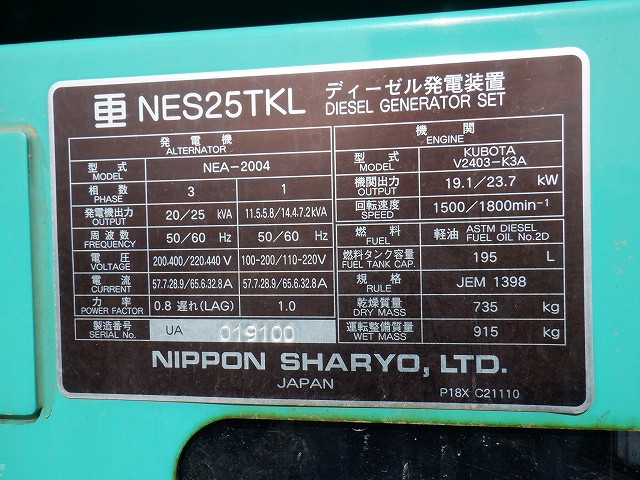 NES25TKL ディーゼル発電装置
DIESEL GENERATOR SET
発電機
ALTERNATOR
型式
MODEL
NEA-2004
相数
PHASE
3
1
発電機出力
OUTPUT
20/25 kVA
11.5-5.8/14.4-7.2kVA
周波数
FREQUENCY
50/60 Hz
50/60 Hz
電圧
VOLTAGE
200.400/220.440 V
100-200/110-220V
電流
CURRENT
57.7-28.9/65.6-32.8 A
57.7-28.9/65.6-32.8 A
力率
POWER FACTOR
0.8 遅れ(LAG)
1.0
製造番号
SERIAL No.
UA 019100
機関
ENGINE
型式
MODEL
KUBOTA
V2403-K3A
機関出力
OUTPUT
19.1/23.7 kW
回転速度
SPEED
1500/1800min-1
燃料
FUEL
軽油 ASTM DIESEL
FUEL OIL No.2D
燃料タンク容量
FUEL TANK CAP.
195 L
規格
RULE
JEM 1398
乾燥質量
DRY MASS
735 kg
運転整備質量
WET MASS
915 kg
NIPPON SHARYO, LTD.
JAPAN
P18X C21110